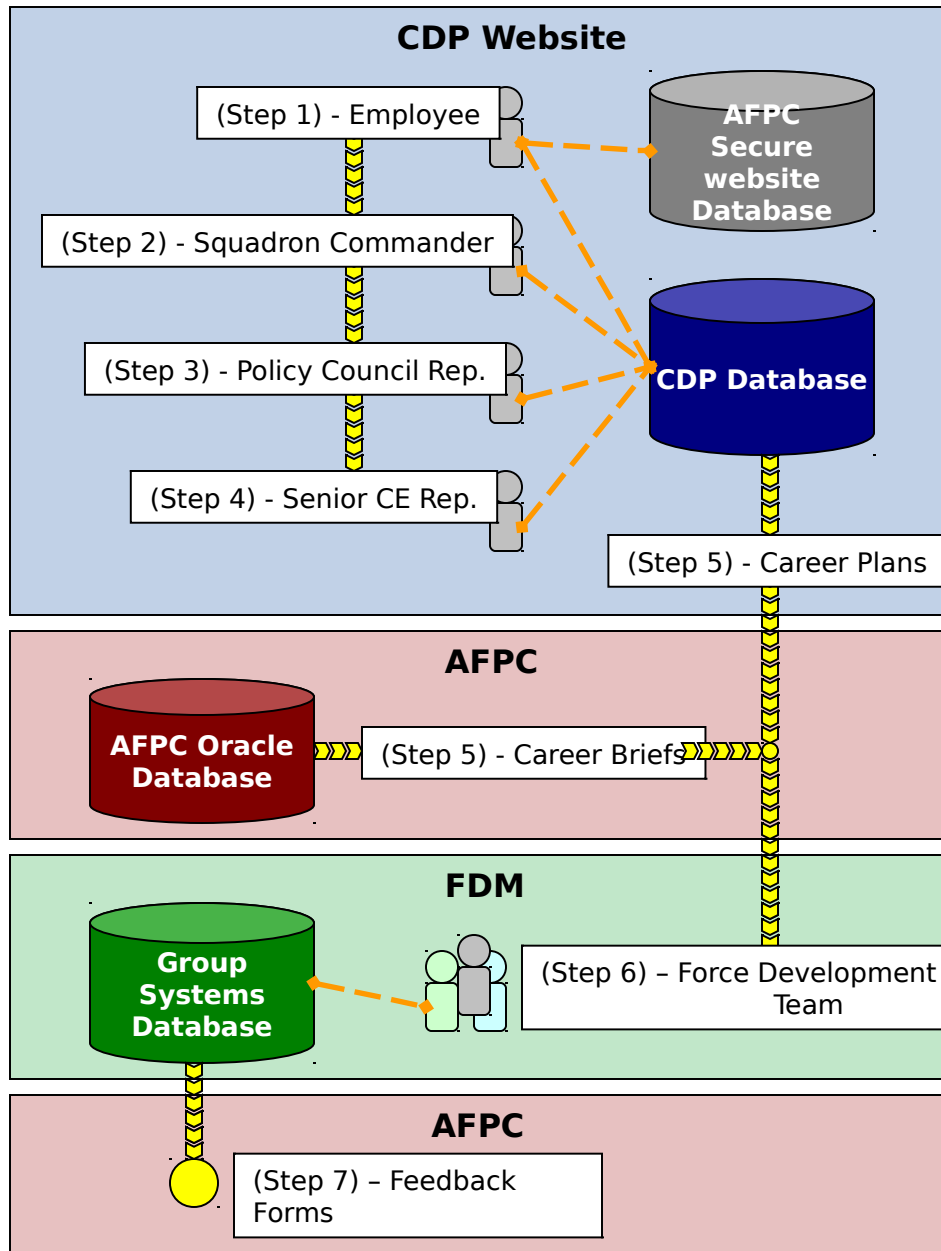 CDP Website
(Step 1) - Employee
AFPC
Secure
website
Database
(Step 2) - Squadron Commander
(Step 3) - Policy Council Rep.
CDP Database
(Step 4) - Senior CE Rep.
(Step 5) - Career Plans
AFPC
AFPC Oracle
Database
(Step 5) - Career Briefs
FDM
Group
Systems
Database
(Step 6) – Force Development
Team
AFPC
(Step 7) – Feedback
Forms